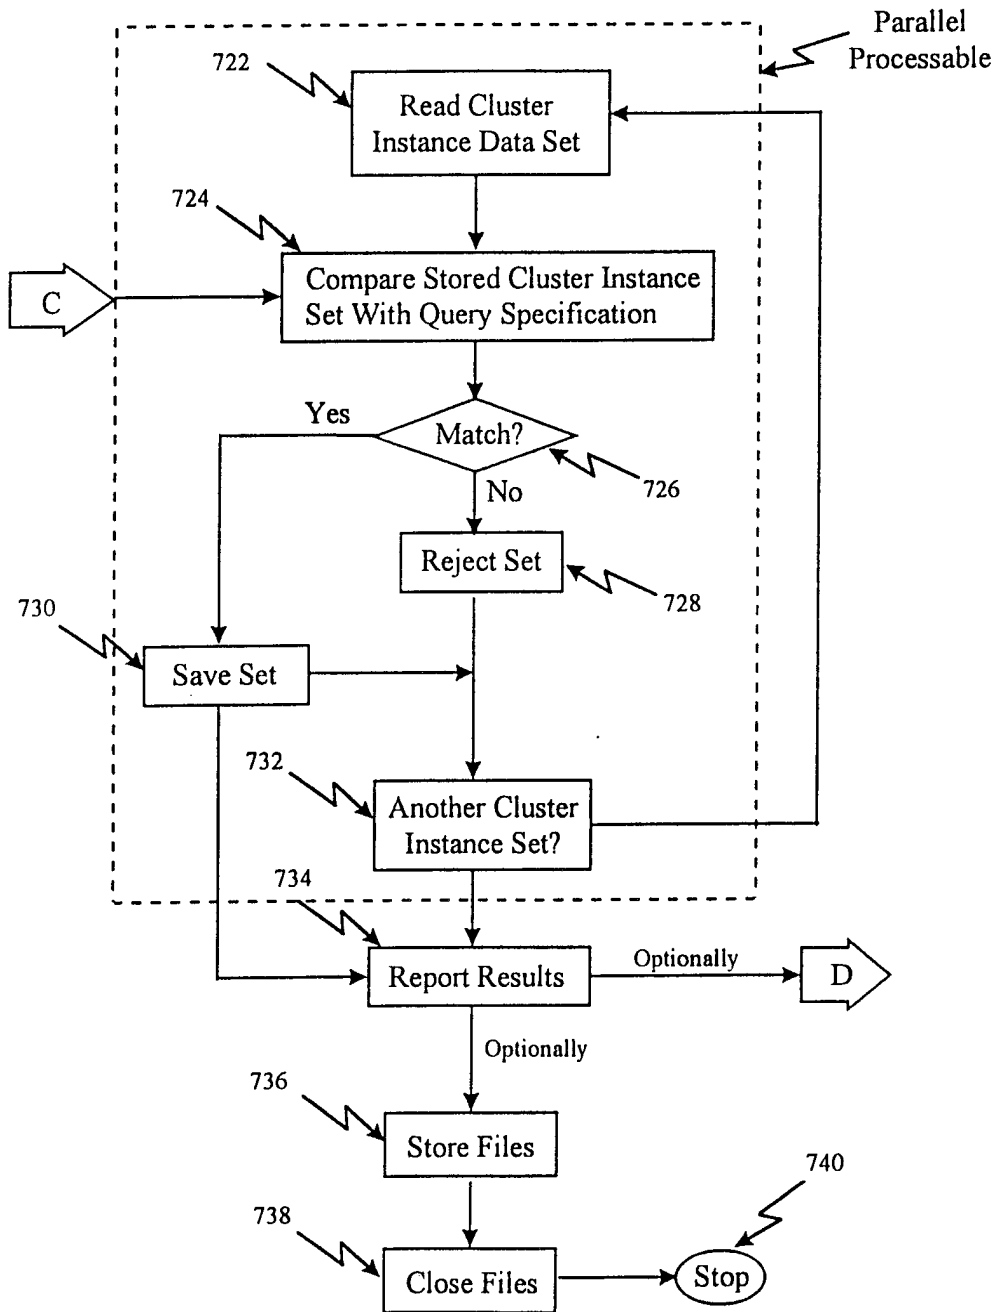 Parallel
Processable
722
Read Cluster
Instance Data Set
724
Compare Stored Cluster Instance
Set With Query Specification
C
Yes
Match?
726
No
Reject Set
728
730
Save Set
732
Another Cluster
Instance Set?
734
Report Results
Optionally
D
Optionally
736
Store Files
740
738
Close Files
Stop